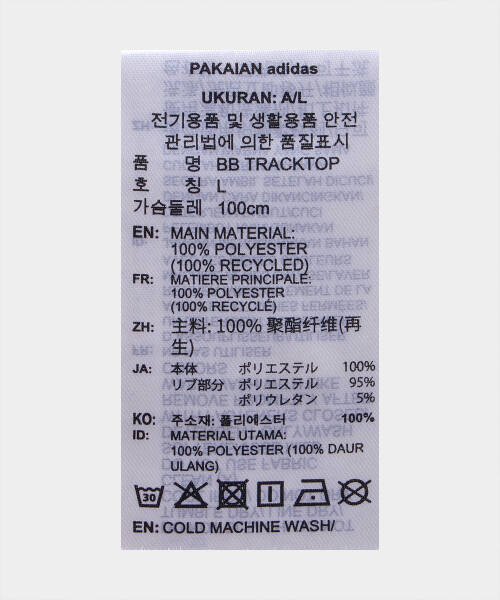 PAKAIAN adidas
UKURAN: A/L
전기용품 및 생활용품 안전
관리법에 의한 품질표시
품 명 BB TRACKTOP
호 칭 L
가슴둘레 100cm
EN: MAIN MATERIAL:
100% POLYESTER
(100% RECYCLED)
FR: MATIERE PRINCIPALE:
100% POLYESTER
(100% RECYCLÉ)
ZH: 主料: 100% 聚酯纤维(再
生)
JA: 本体 ポリエステル 100%
リブ部分 ポリエステル 95%
ポリウレタン 5%
KO: 주소재: 폴리에스터 100%
ID: MATERIAL UTAMA:
100% POLYESTER (100% DAUR
ULANG)
30
EN: COLD MACHINE WASH/